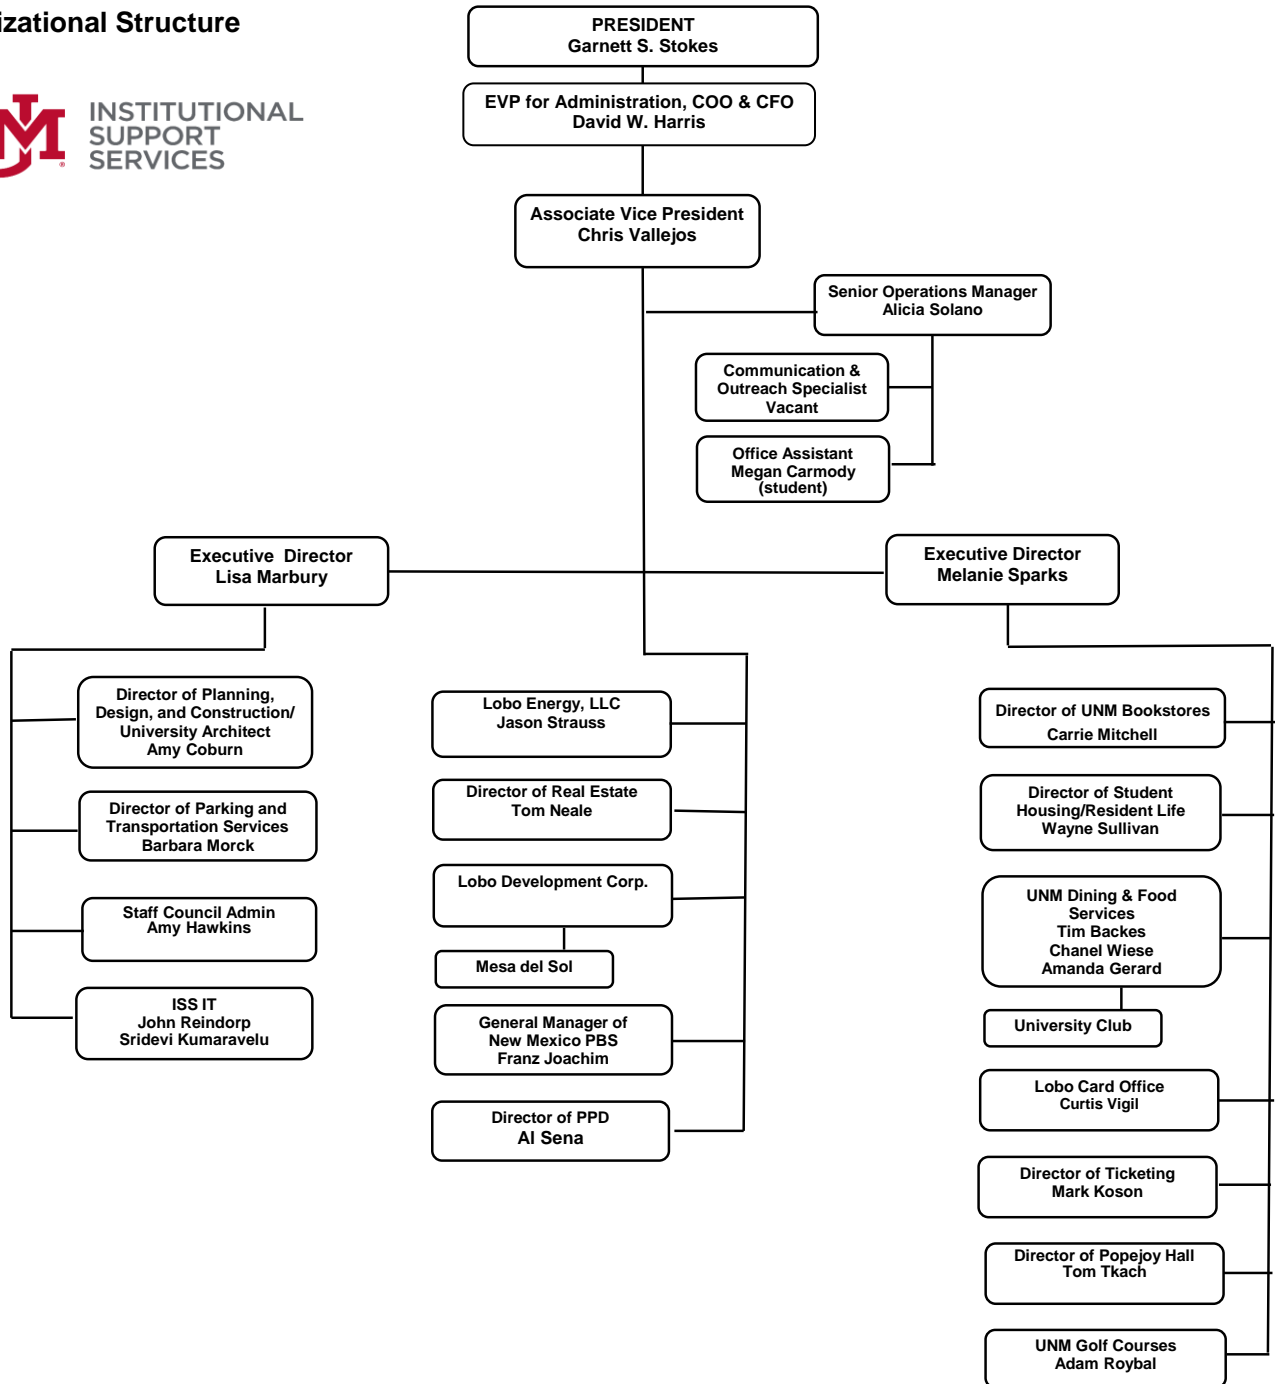 izational Structure
INSTITUTIONAL
SUPPORT
SERVICES
PRESIDENT
Garnett S. Stokes
EVP for Administration, COO & CFO
David W. Harris
Associate Vice President
Chris Vallejos
Senior Operations Manager
Alicia Solano
Communication &
Outreach Specialist
Vacant
Office Assistant
Megan Carmody
(student)
Executive Director
Lisa Marbury
Executive Director
Melanie Sparks
Director of Planning,
Design, and Construction/
University Architect
Amy Coburn
Director of Parking and
Transportation Services
Barbara Morck
Staff Council Admin
Amy Hawkins
ISS IT
John Reindorp
Sridevi Kumaravelu
Lobo Energy, LLC
Jason Strauss
Director of Real Estate
Tom Neale
Lobo Development Corp.
Mesa del Sol
General Manager of
New Mexico PBS
Franz Joachim
Director of PPD
Al Sena
Director of UNM Bookstores
Carrie Mitchell
Director of Student
Housing/Resident Life
Wayne Sullivan
UNM Dining & Food
Services
Tim Backes
Chanel Wiese
Amanda Gerard
University Club
Lobo Card Office
Curtis Vigil
Director of Ticketing
Mark Koson
Director of Popejoy Hall
Tom Tkach
UNM Golf Courses
Adam Roybal